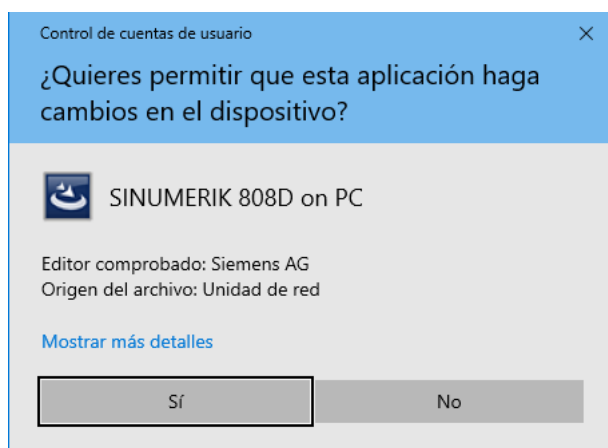 Control de cuentas de usuario
¿Quieres permitir que esta aplicación haga
cambios en el dispositivo?
SINUMERIK 808D on PC
Editor comprobado: Siemens AG
Origen del archivo: Unidad de red
Mostrar más detalles
Sí
No